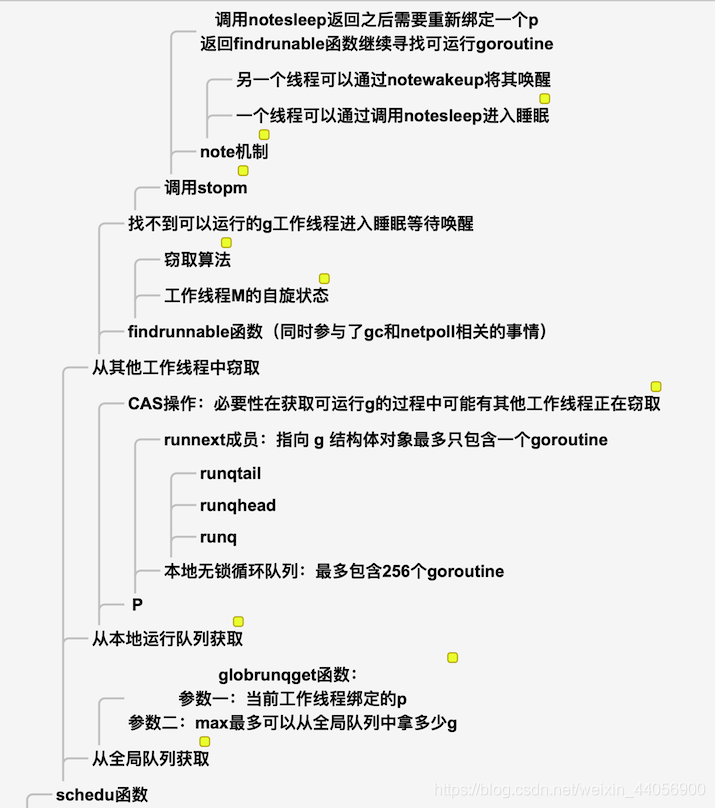 调用notesleep返回之后需要重新绑定一个p
返回findrunable函数继续寻找可运行goroutine
另一个线程可以通过notewakeup将其唤醒
一个线程可以通过调用notesleep进入睡眠
note机制
调用stopm
找不到可以运行的g工作线程进入睡眠等待唤醒
窃取算法
工作线程M的自旋状态
findrunnable函数（同时参与了gc和netpoll相关的事情）
从其他工作线程中窃取
CAS操作：必要性在获取可运行g的过程中可能有其他工作线程正在窃取
runnext成员：指向 g 结构体对象最多只包含一个goroutine
runqtail
runqhead
runq
本地无锁循环队列：最多包含256个goroutine
P
从本地运行队列获取
globrunqget函数：
参数一：当前工作线程绑定的p
参数二：max最多可以从全局队列中拿多少g
从全局队列获取
schedu函数
https://blog.csdn.net/weixin_44056900